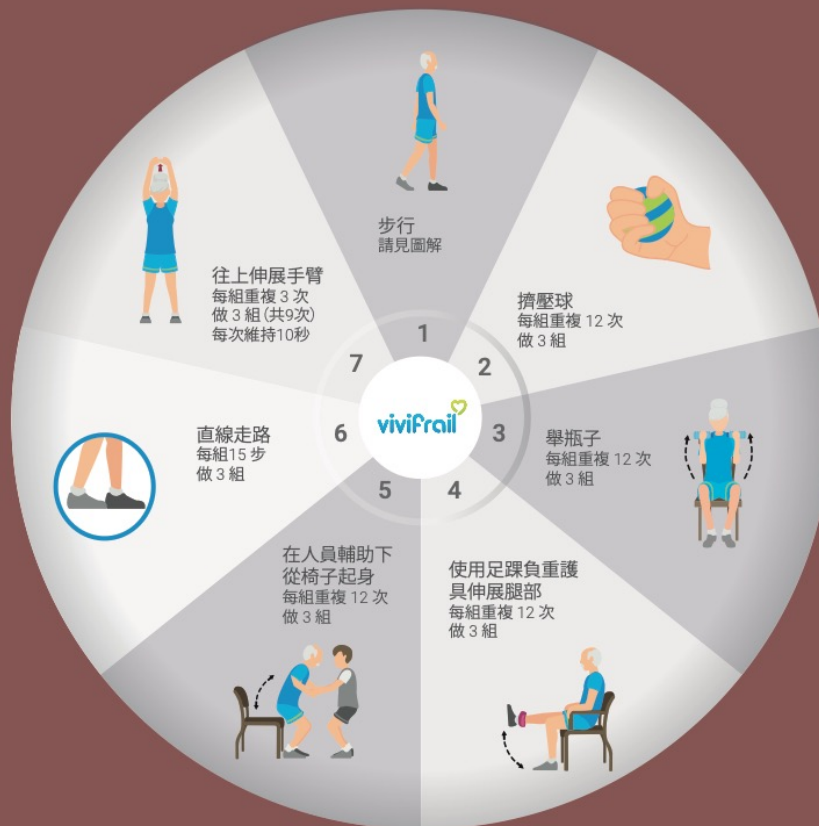 1
步行
請見圖解
2
擠壓球
每組重複 12 次
做 3 組
3
舉瓶子
每組重複 12 次
做 3 組
4
使用足踝負重護
具伸展腿部
每組重複 12 次
做 3 組
5
在人員輔助下
從椅子起身
每組重複 12 次
做 3 組
6
直線走路
每組15 步
做 3 組
7
往上伸展手臂
每組重複 3 次
做 3 組(共9次)
每次維持10秒
vivifrail